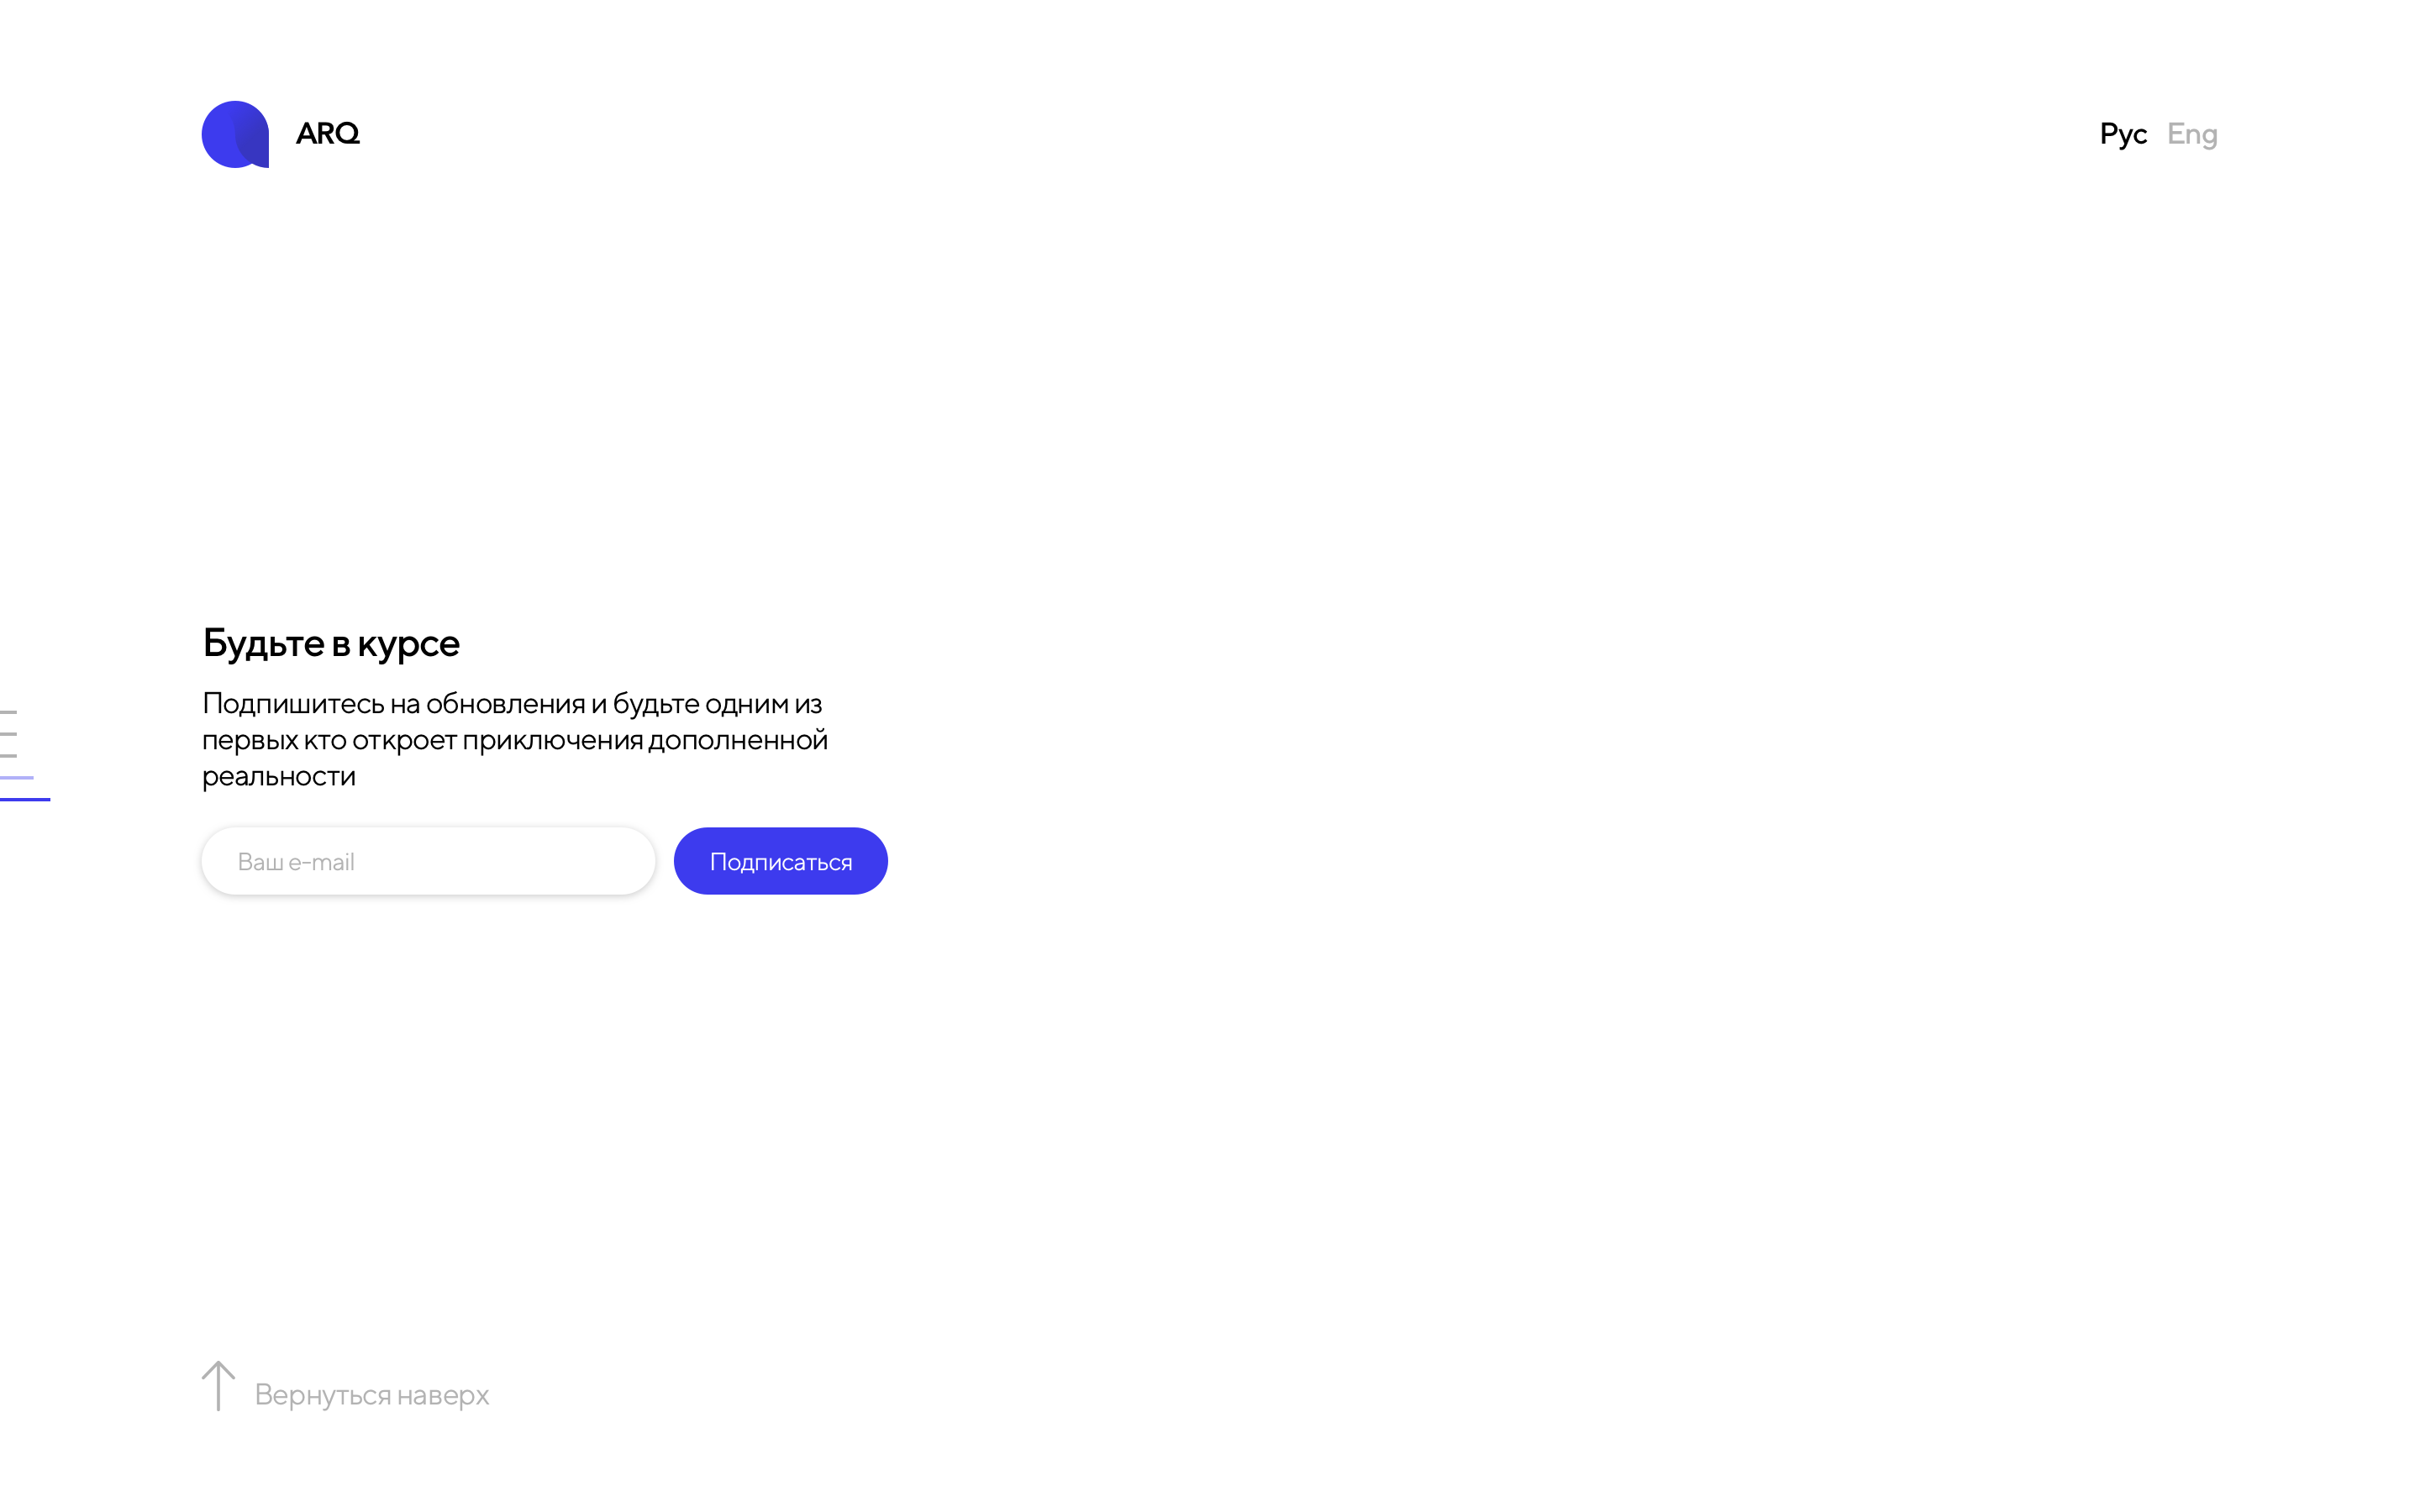 ARQ
Рус Eng
Будьте в курсе
Подпишитесь на обновления и будьте одним из
первых кто откроет приключения дополненной
реальности
Ваш e-mail
Подписаться
Вернуться наверх